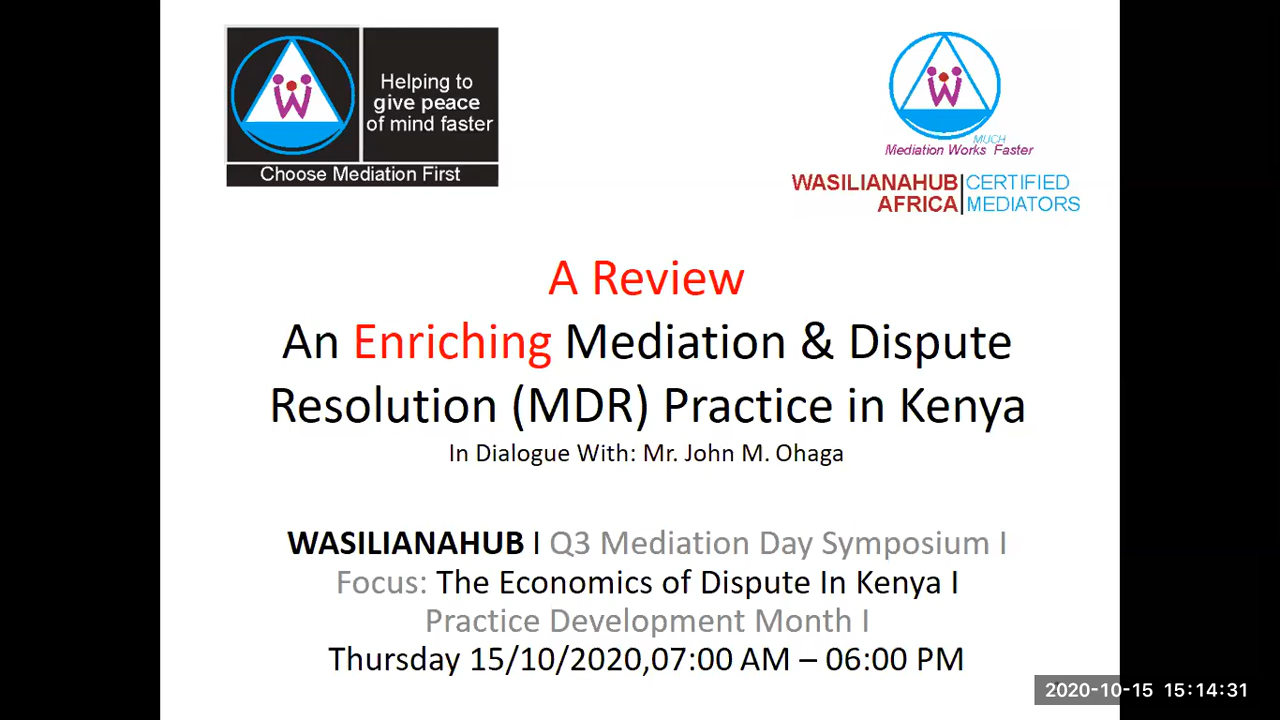 W
Helping to
give peace
of mind faster
Choose Mediation First
W
MUCH
Mediation Works Faster
WASILIANAHUB|CERTIFIED
AFRICA|MEDIATORS
A Review
An Enriching Mediation & Dispute
Resolution (MDR) Practice in Kenya
In Dialogue With: Mr. John M. Ohaga
WASILIANAHUB I Q3 Mediation Day Symposium I
Focus: The Economics of Dispute In Kenya I
Practice Development Month I
Thursday 15/10/2020,07:00 AM – 06:00 PM
2020-10-15 15:14:31